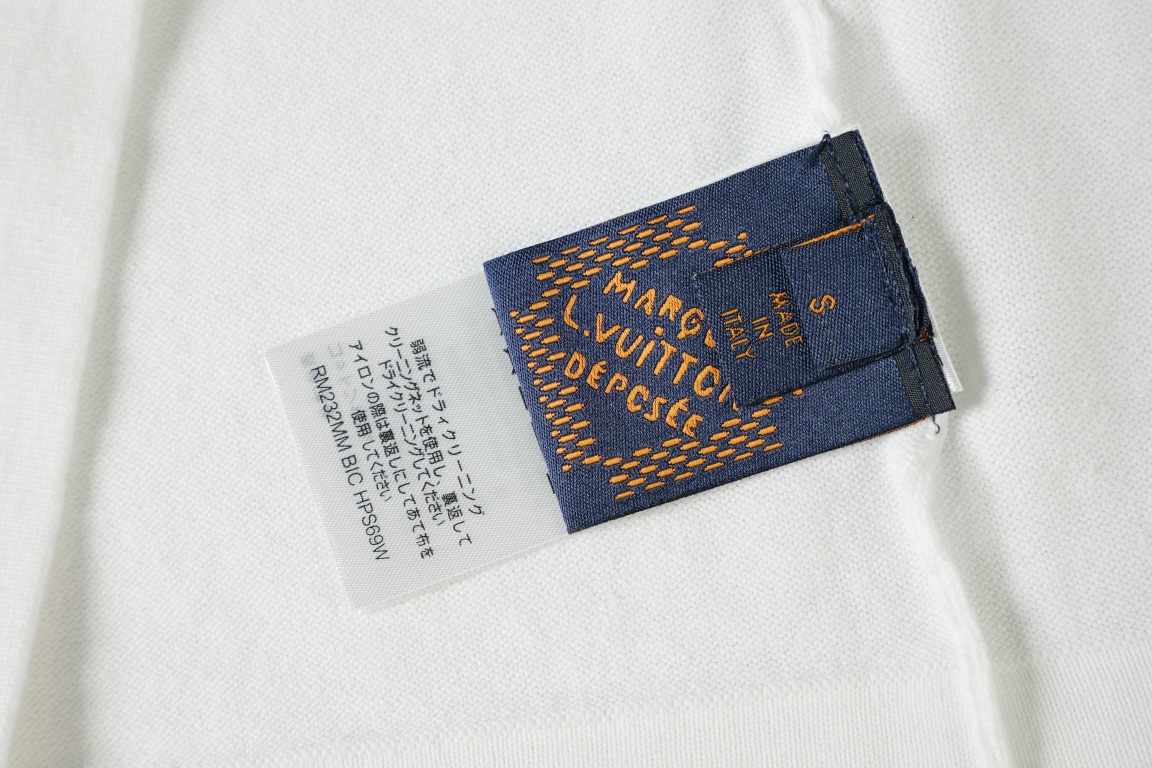 MARQU
L.VUITTON
DÉPOSÉE
S
MADE
IN
ITALY
弱流でドライクリーニング
クリーニングネットを使用し、裏返して
ドライクリーニングしてください
アイロンの際は裏返しにしてあて布を
使用してください
RM232MM BIC HPS69W